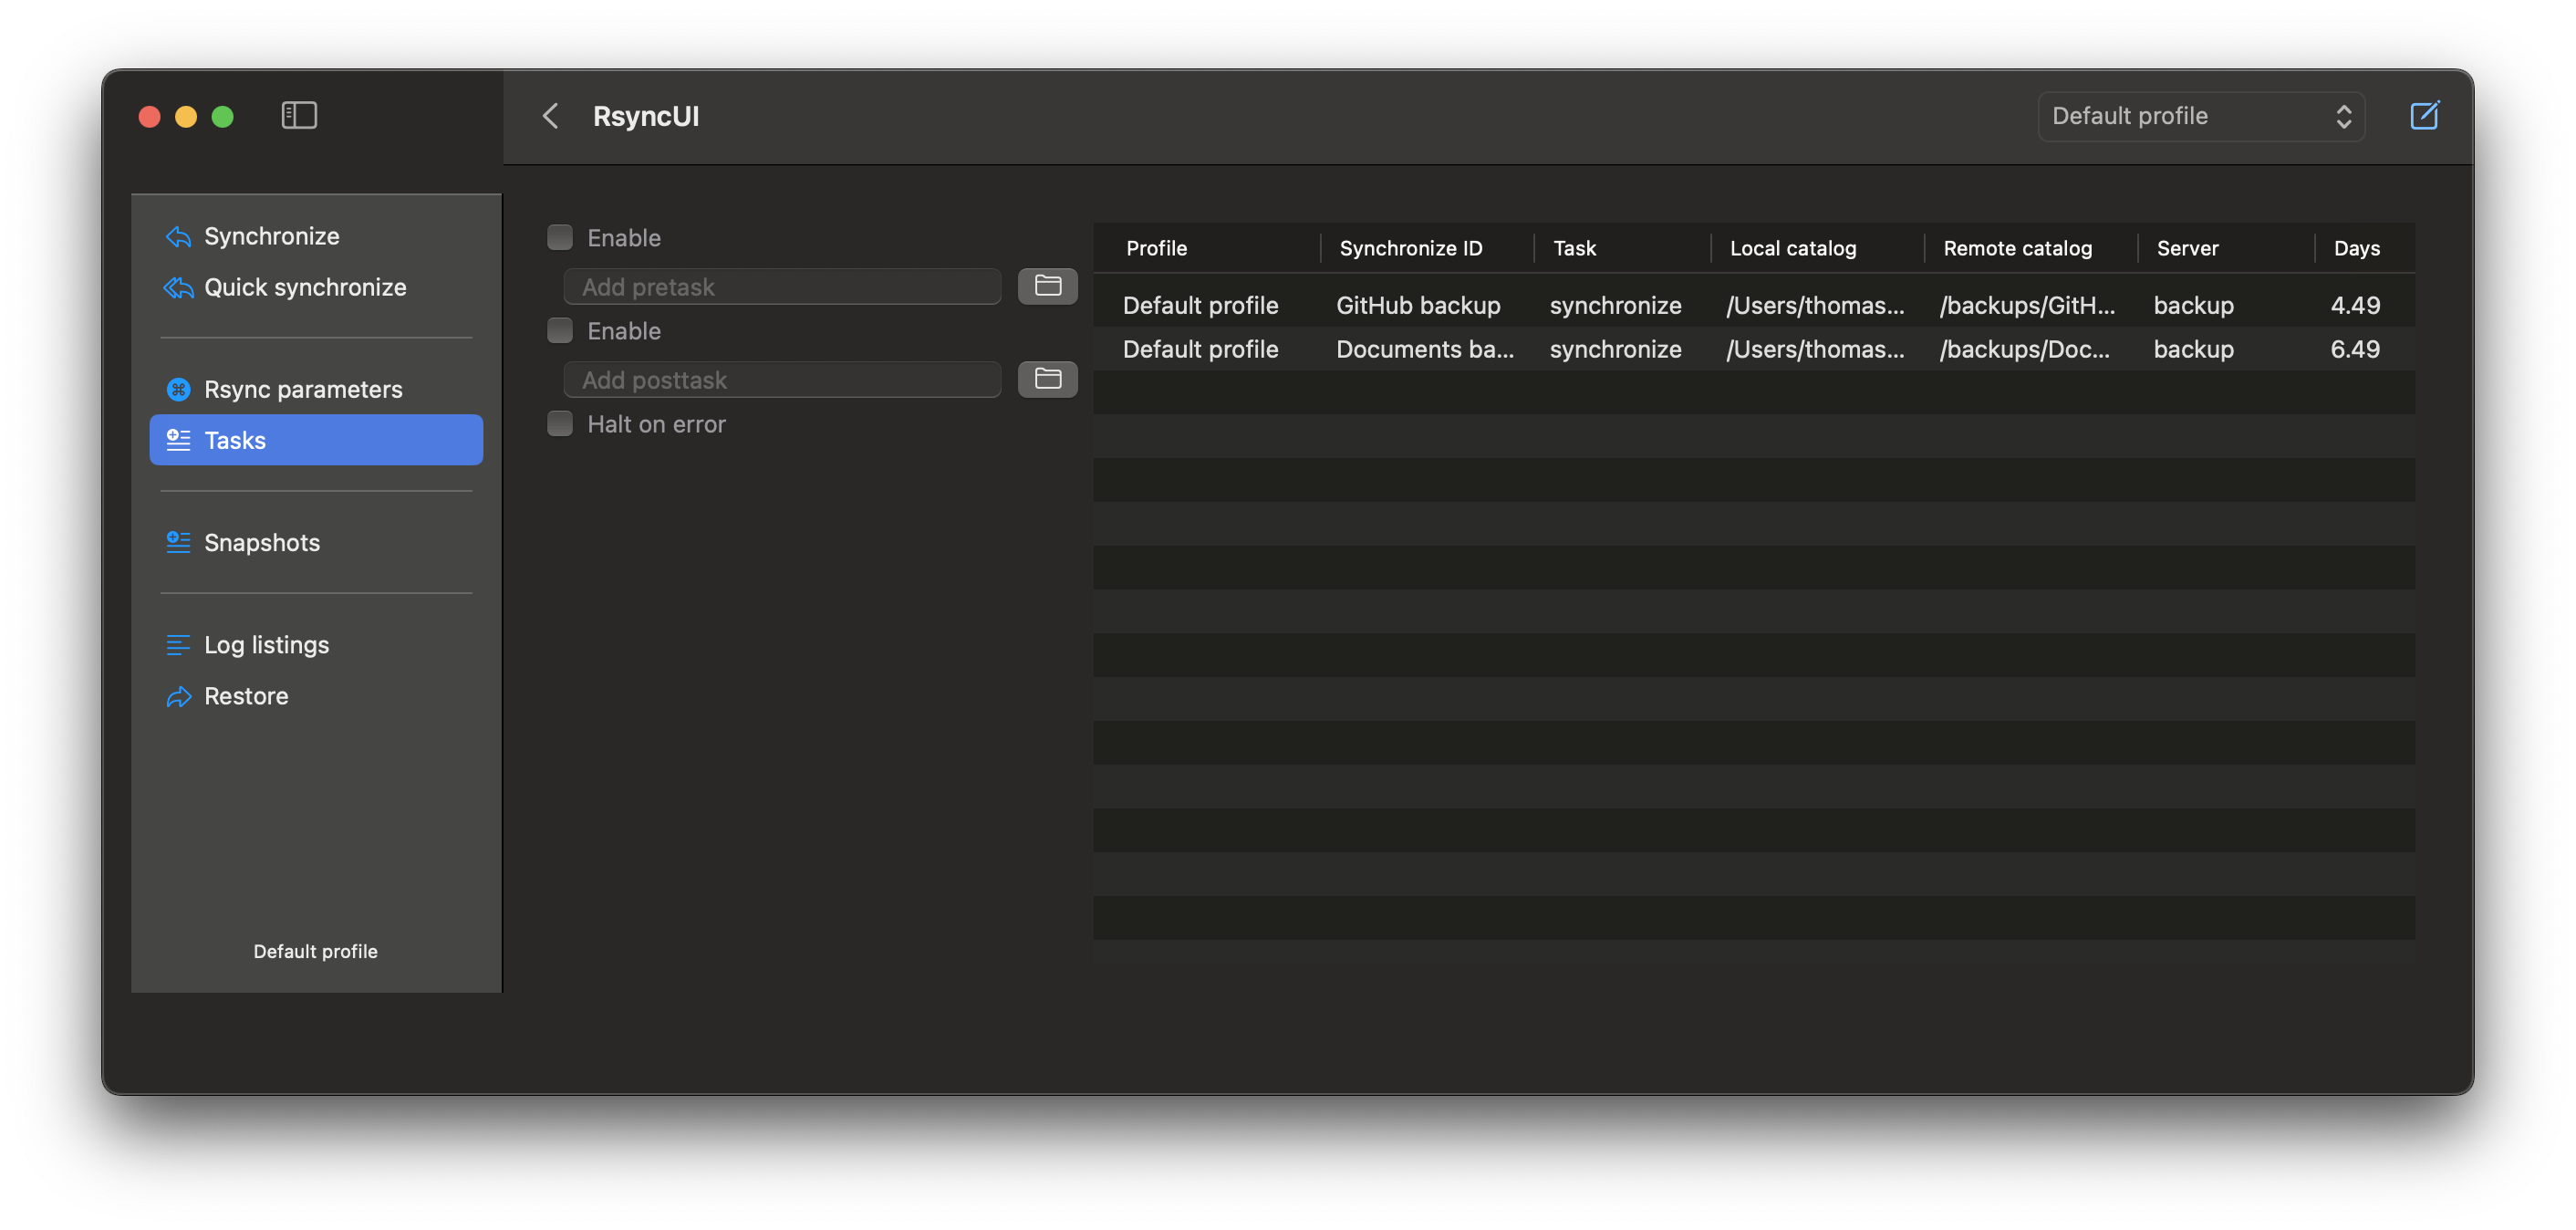 RsyncUI
Default profile
Synchronize
Quick synchronize
Rsync parameters
Tasks
Snapshots
Log listings
Restore
Default profile
Enable
Add pretask
Enable
Add posttask
Halt on error
Profile Synchronize ID Task Local catalog Remote catalog Server Days
Default profile GitHub backup synchronize /Users/thomas... /backups/GitH... backup 4.49
Default profile Documents ba... synchronize /Users/thomas... /backups/Doc... backup 6.49